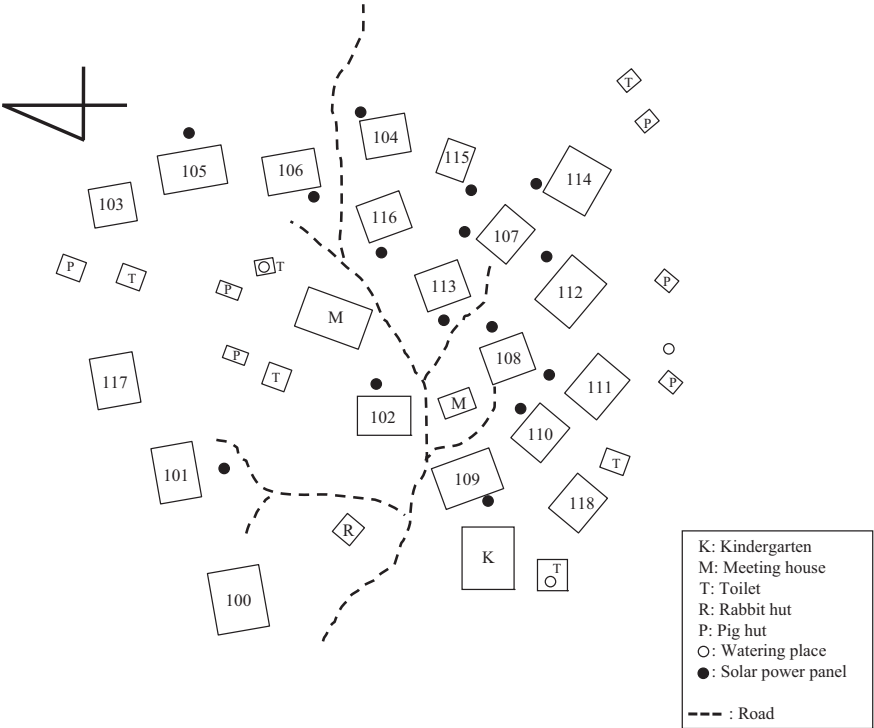 T
P
104
115
105
106
114
103
116
107
P
T
T
113
112
P
P
M
P
108
117
T
111
P
102
M
110
101
109
T
118
R
K
T
100
K: Kindergarten
M: Meeting house
T: Toilet
R: Rabbit hut
P: Pig hut
: Watering place
: Solar power panel
: Road